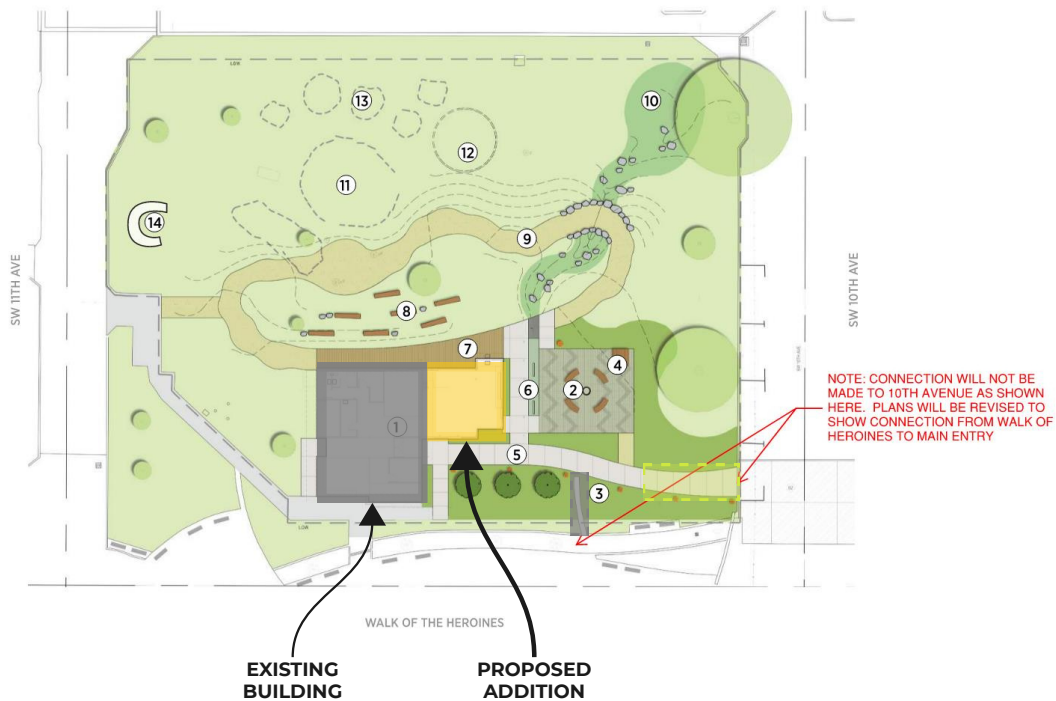 LDR
10
13
12
11
14
9
SW 11TH AVE
SW 10TH AVE
8
7
4
NOTE: CONNECTION WILL NOT BE
MADE TO 10TH AVENUE AS SHOWN
HERE. PLANS WILL BE REVISED TO
SHOW CONNECTION FROM WALK OF
HEROINES TO MAIN ENTRY
2
6
1
5
3
LDR
WALK OF THE HEROINES
EXISTING
BUILDING
PROPOSED
ADDITION